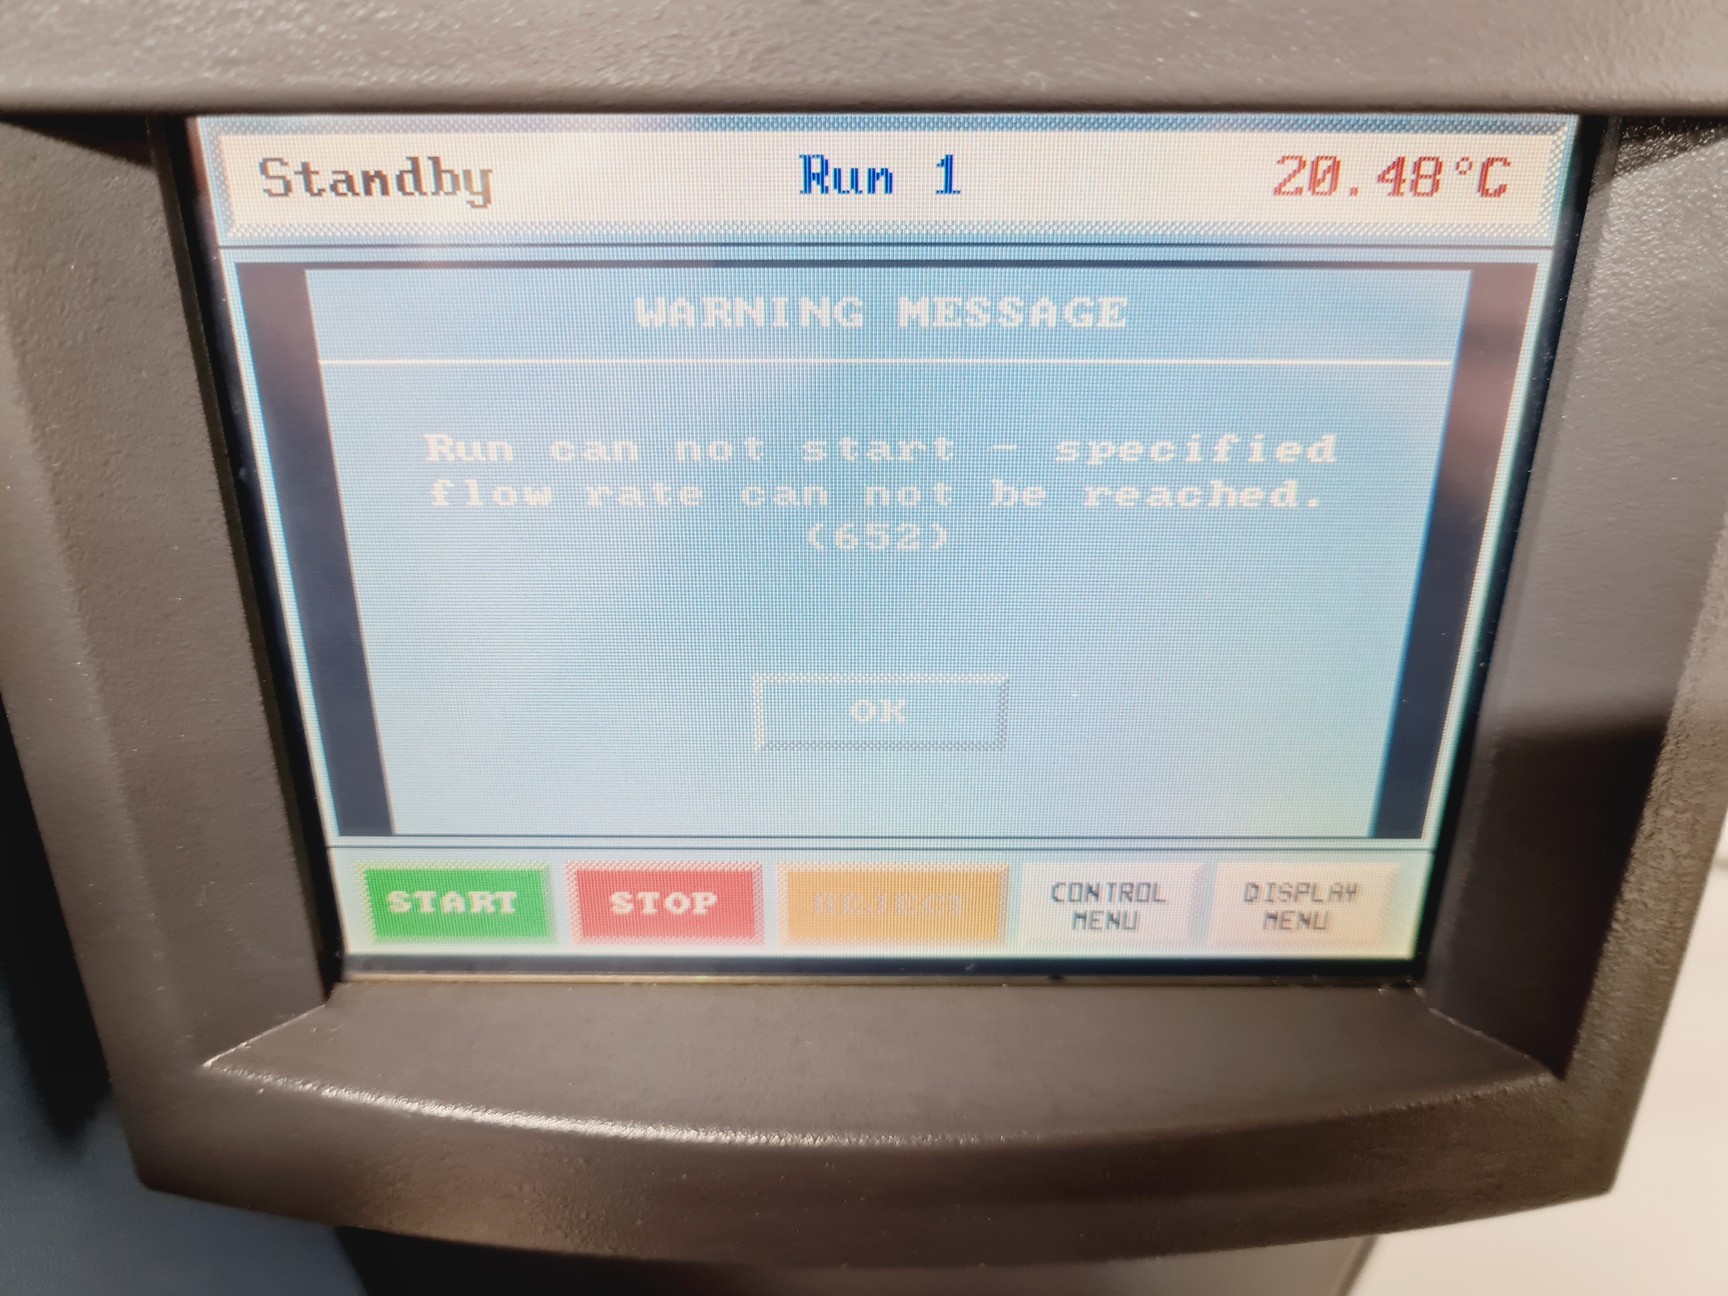 Standby Run 1 20.48°C
WARNING MESSAGE
Run can not start - specified
flow rate can not be reached.
(652)
OK
START STOP REJECT CONTROL MENU DISPLAY MENU